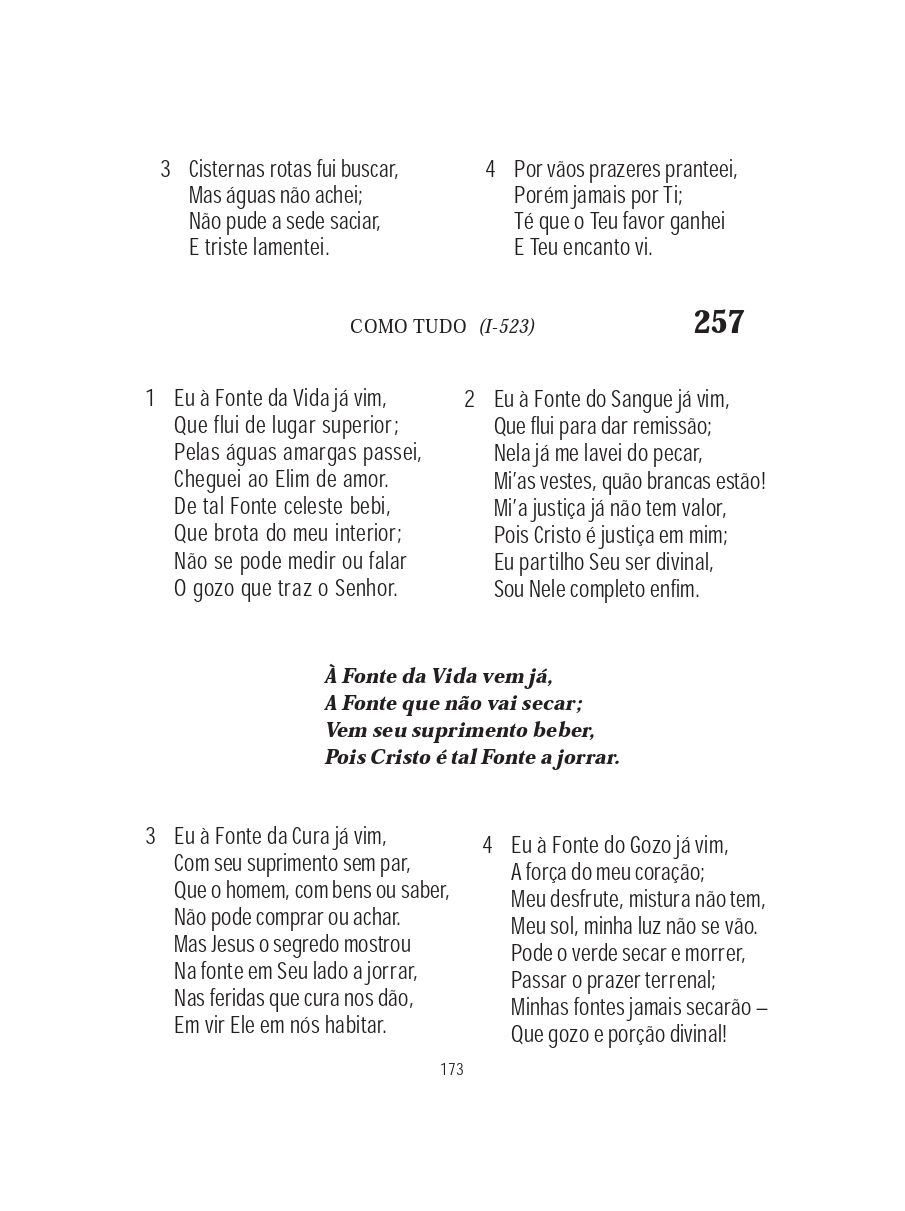 3 Cisternas rotas fui buscar,
Mas águas não achei;
Não pude a sede saciar,
E triste lamentei.
4 Por vãos prazeres pranteei,
Porém jamais por Ti;
Té que o Teu favor ganhei
E Teu encanto vi.
COMO TUDO (I-523) 257
1 Eu à Fonte da Vida já vim,
Que flui de lugar superior;
Pelas águas amargas passei,
Cheguei ao Elim de amor.
De tal Fonte celeste bebi,
Que brota do meu interior;
Não se pode medir ou falar
O gozo que traz o Senhor.
2 Eu à Fonte do Sangue já vim,
Que flui para dar remissão;
Nela já me lavei do pecar,
Mi’as vestes, quão brancas estão!
Mi’a justiça já não tem valor,
Pois Cristo é justiça em mim;
Eu partilho Seu ser divinal,
Sou Nele completo enfim.
À Fonte da Vida vem já,
A Fonte que não vai secar;
Vem seu suprimento beber,
Pois Cristo é tal Fonte a jorrar.
3 Eu à Fonte da Cura já vim,
Com seu suprimento sem par,
Que o homem, com bens ou saber,
Não pode comprar ou achar.
Mas Jesus o segredo mostrou
Na fonte em Seu lado a jorrar,
Nas feridas que cura nos dão,
Em vir Ele em nós habitar.
4 Eu à Fonte do Gozo já vim,
A força do meu coração;
Meu desfrute, mistura não tem,
Meu sol, minha luz não se vão.
Pode o verde secar e morrer,
Passar o prazer terrenal;
Minhas fontes jamais secarão –
Que gozo e porção divinal!
173